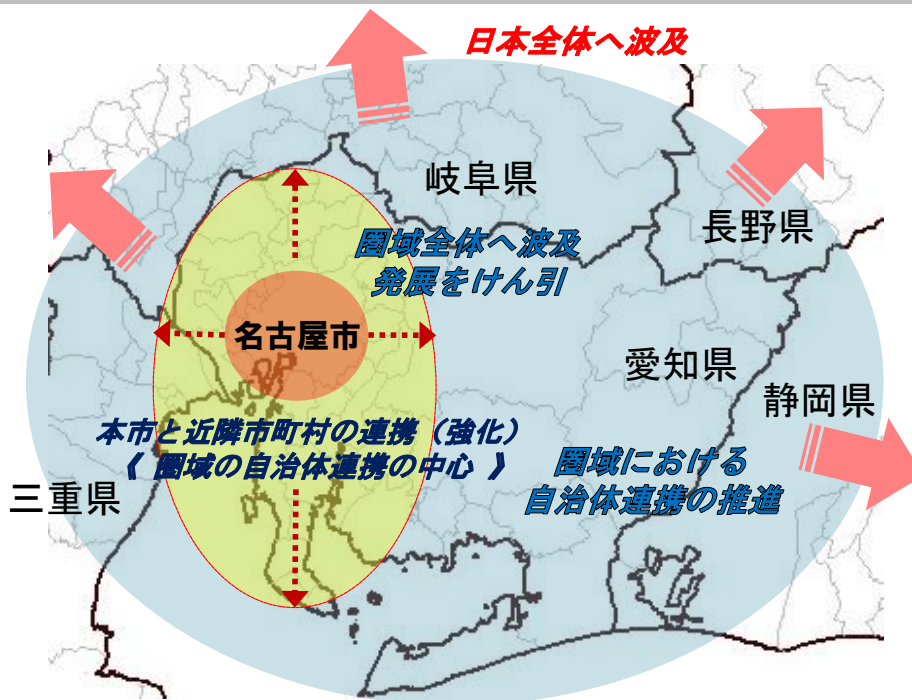 日本全体へ波及
岐阜県
長野県
圏域全体へ波及
発展をけん引
名古屋市
愛知県
静岡県
本市と近隣市町村の連携（強化）
《 圏域の自治体連携の中心 》
圏域における
自治体連携の推進
三重県